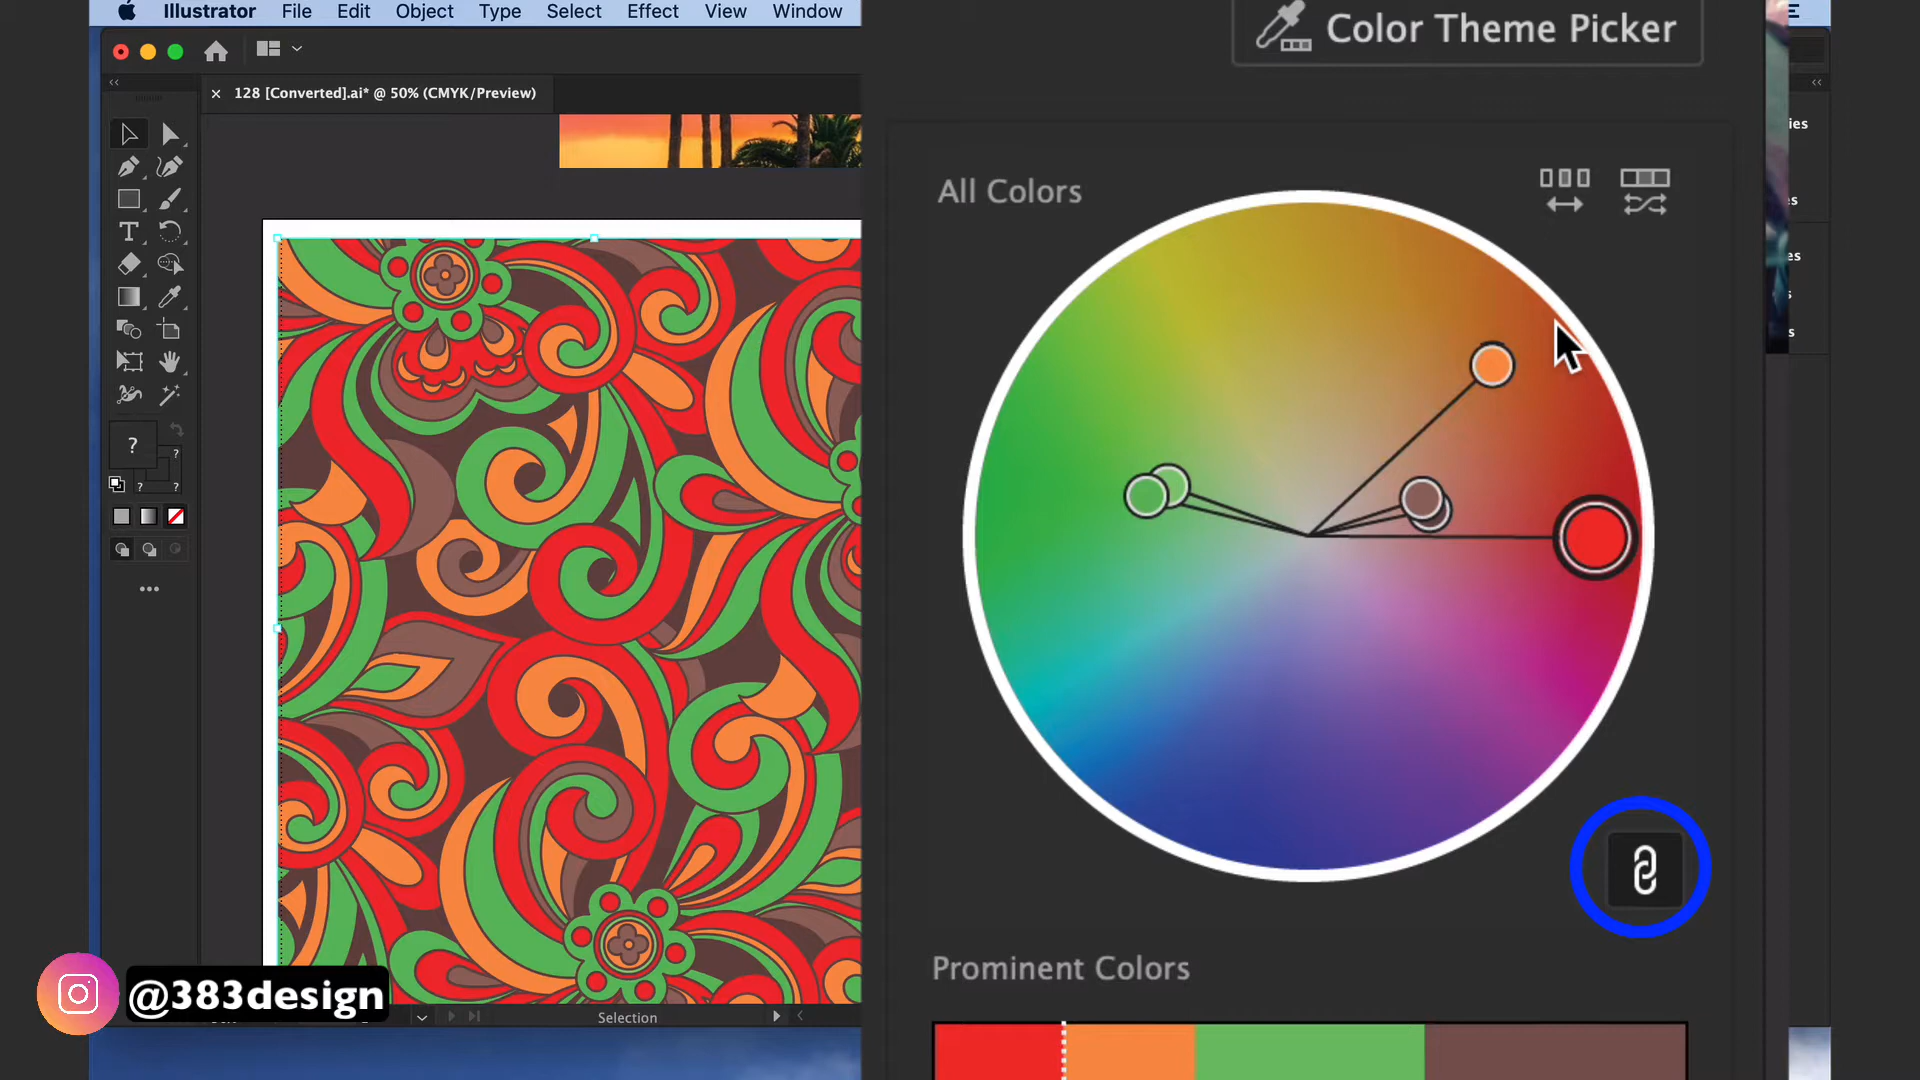 Illustrator File Edit Object Type Select Effect View Window
Color Theme Picker
128 [Converted].ai* @ 50% (CMYK/Preview)
All Colors
Prominent Colors
@383design
Selection